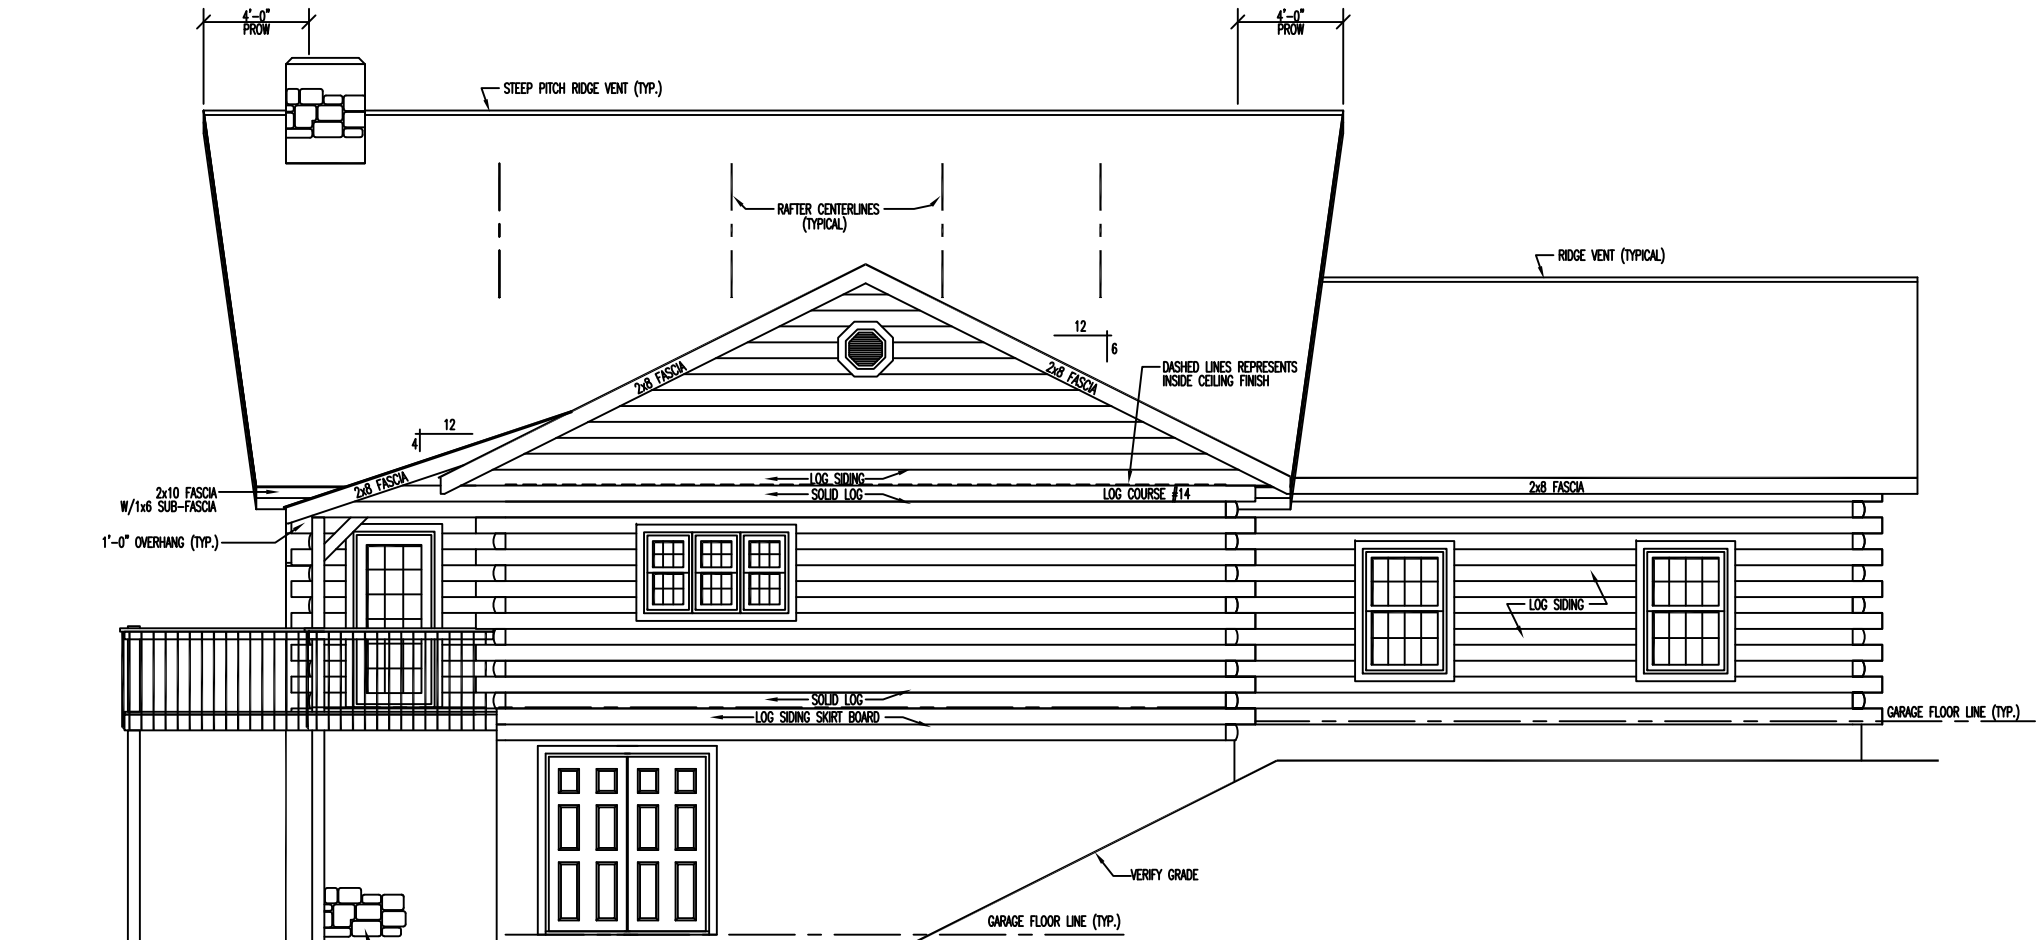 4'-0"
PROW
4'-0"
PROW
STEEP PITCH RIDGE VENT (TYP.)
RAFTER CENTERLINES
(TYPICAL)
RIDGE VENT (TYPICAL)
12
6
2x8 FASCIA
2x8 FASCIA
DASHED LINES REPRESENTS
INSIDE CEILING FINISH
12
4
2x8 FASCIA
LOG SIDING
2x10 FASCIA
W/1x6 SUB-FASCIA
SOLID LOG
LOG COURSE #14
2x8 FASCIA
1'-0" OVERHANG (TYP.)
LOG SIDING
SOLID LOG
LOG SIDING SKIRT BOARD
GARAGE FLOOR LINE (TYP.)
VERIFY GRADE
GARAGE FLOOR LINE (TYP.)